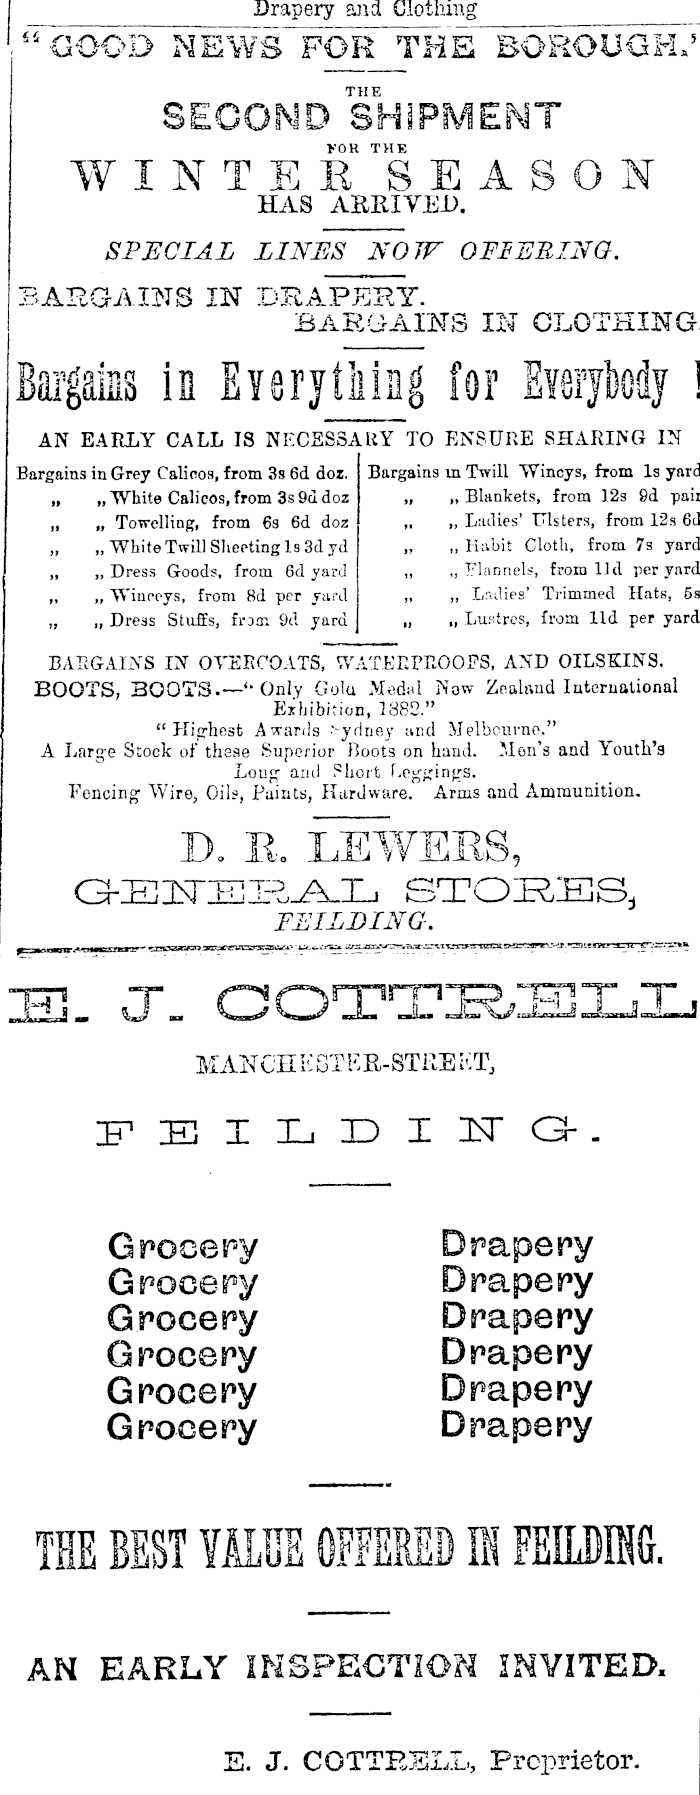 Drapery and Clothing
"GOOD NEWS FOR THE BOROUGH."
THE
SECOND SHIPMENT
FOR THE
WINTER SEASON
HAS ARRIVED.
SPECIAL LINES NOW OFFERING.
BARGAINS IN DRAPERY.
BARGAINS IN CLOTHING.
Bargains in Everything for Everybody !
AN EARLY CALL IS NECESSARY TO ENSURE SHARING IN
Bargains in Grey Calicos, from 3s 6d doz.
„ „ White Calicos, from 3s 9d doz
„ „ Towelling, from 6s 6d doz
„ „ White Twill Sheeting 1s 3d yd
„ „ Dress Goods, from 6d yard
„ „ Winceys, from 8d per yard
„ „ Dress Stuffs, from 9d yard
Bargains in Twill Wincys, from 1s yard
„ „ Blankets, from 12s 9d pair
„ „ Ladies' Ulsters, from 12s 6d
„ „ Habit Cloth, from 7s yard
„ „ Flannels, from 11d per yard
„ „ Ladies' Trimmed Hats, 5s
„ „ Lustres, from 11d per yard
BARGAINS IN OVERCOATS, WATERPROOFS, AND OILSKINS.
BOOTS, BOOTS.—"Only Gold Medal New Zealand International
Exhibition, 1882."
"Highest Awards Sydney and Melbourne."
A Large Stock of these Superior Boots on hand. Men's and Youth's
Long and Short Leggings.
Fencing Wire, Oils, Paints, Hardware. Arms and Ammunition.
D. R. LEWERS,
GENERAL STORES,
FEILDING.
E. J. COTTRELL
MANCHESTER-STREET,
FEILDING.
Grocery Drapery
Grocery Drapery
Grocery Drapery
Grocery Drapery
Grocery Drapery
Grocery Drapery
THE BEST VALUE OFFERED IN FEILDING.
AN EARLY INSPECTION INVITED.
E. J. COTTRELL, Proprietor.